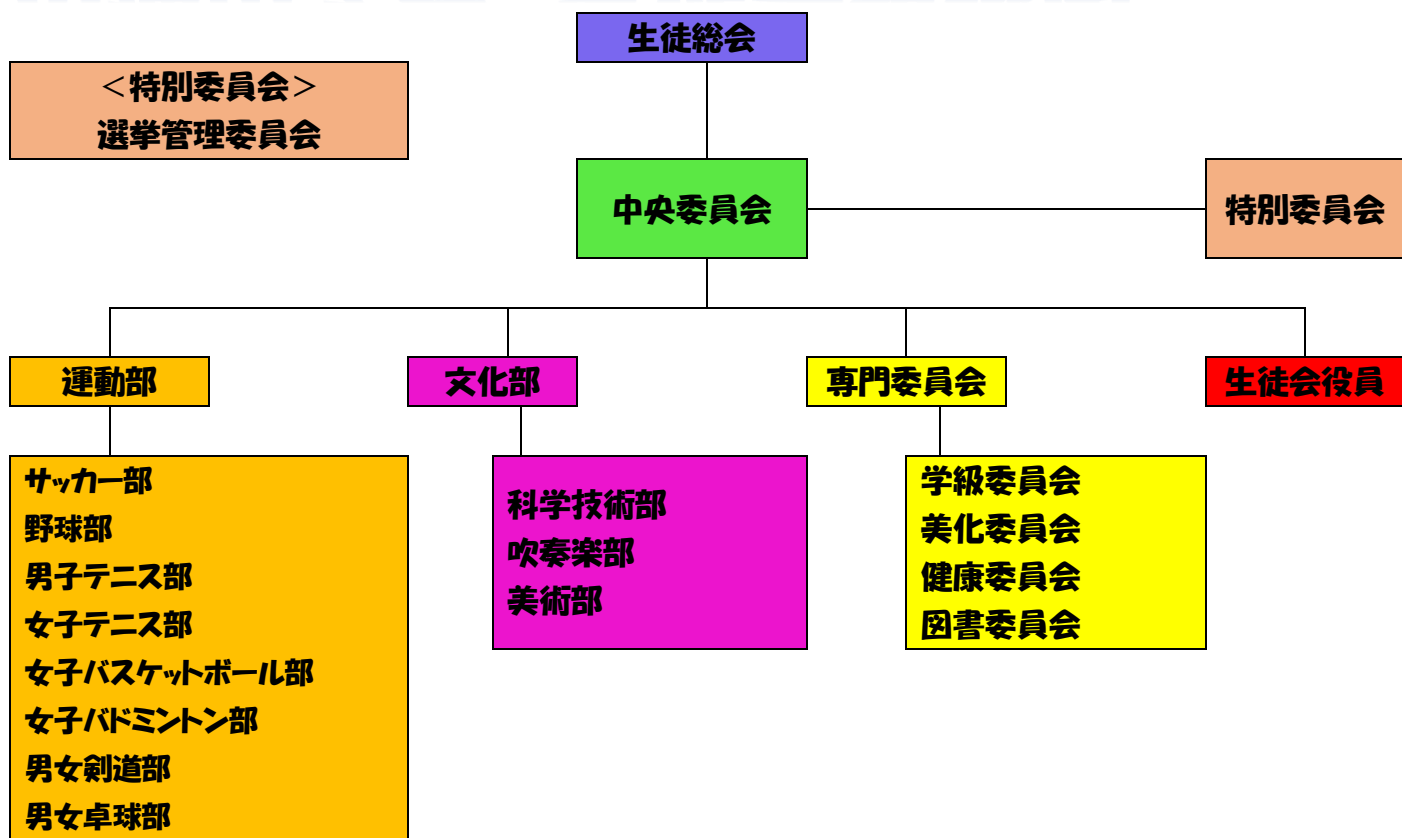 生徒総会
＜特別委員会＞
選挙管理委員会
中央委員会
特別委員会
運動部
文化部
専門委員会
生徒会役員
サッカー部
野球部
男子テニス部
女子テニス部
女子バスケットボール部
女子バドミントン部
男女剣道部
男女卓球部
科学技術部
吹奏楽部
美術部
学級委員会
美化委員会
健康委員会
図書委員会